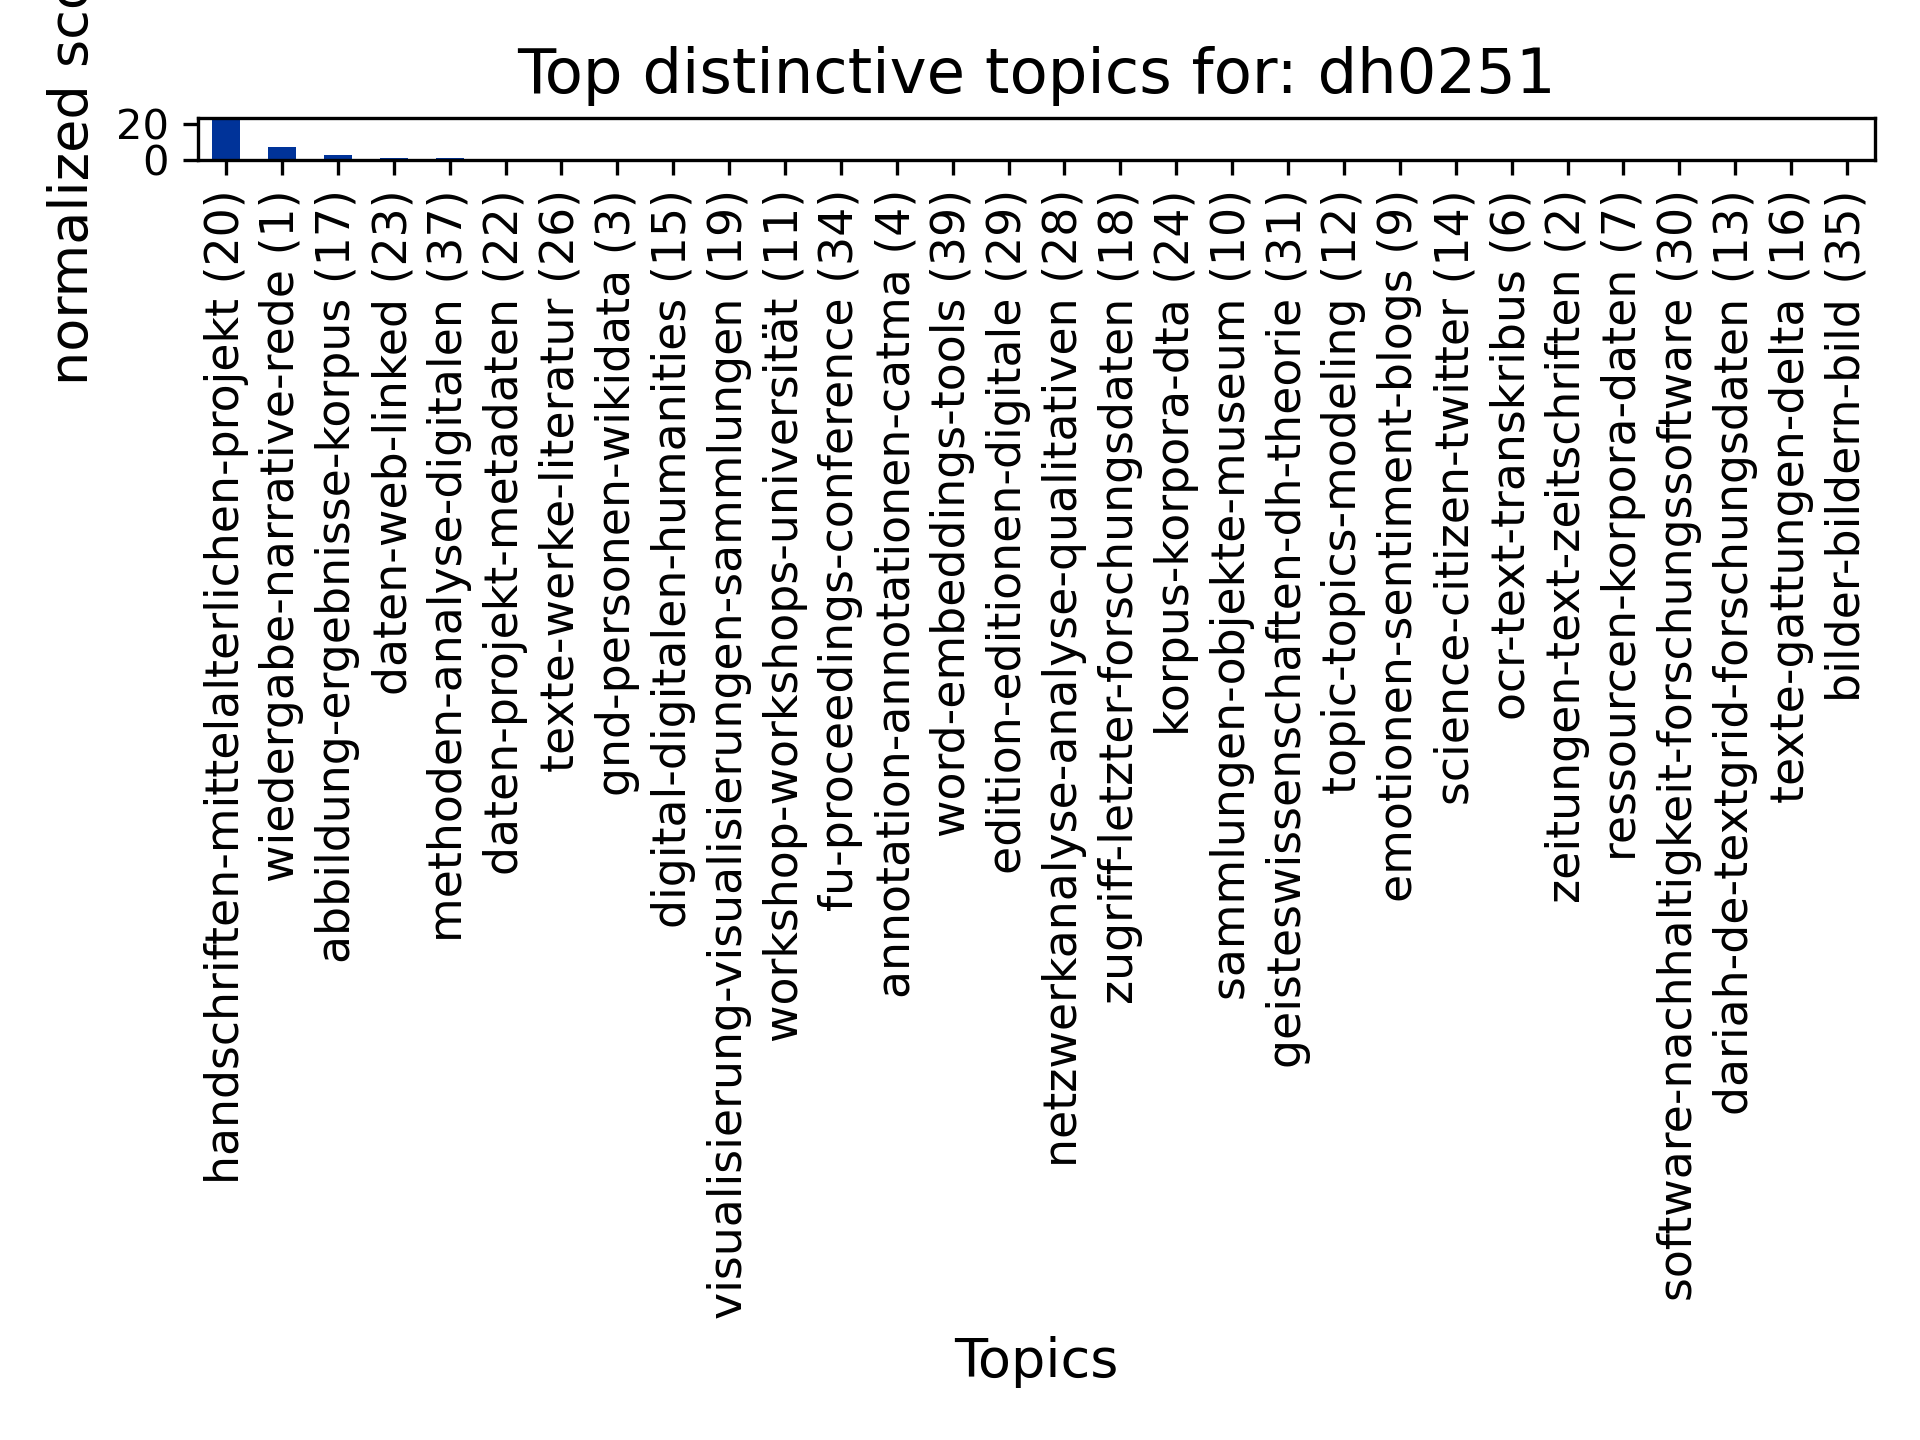 Top distinctive topics for: dh0251
normalized
20
0
handschriften-mittelalterlichen-projekt (20)
wiedergabe-narrative-rede (1)
abbildung-ergebnisse-korpus (17)
daten-web-linked (23)
methoden-analyse-digitalen (37)
daten-projekt-metadaten (22)
texte-werke-literatur (26)
gnd-personen-wikidata (3)
digital-digitalen-humanities (15)
visualisierung-visualisierungen-sammlungen (19)
workshop-workshops-universität (11)
fu-proceedings-conference (34)
annotation-annotationen-catma (4)
word-embeddings-tools (39)
edition-editionen-digitale (29)
netzwerkanalyse-analyse-qualitativen (28)
zugriff-letzter-forschungsdaten (18)
korpus-korpora-dta (24)
sammlungen-objekte-museum (10)
geisteswissenschaften-dh-theorie (31)
topic-topics-modeling (12)
emotionen-sentiment-blogs (9)
science-citizen-twitter (14)
ocr-text-transkribus (6)
zeitungen-text-zeitschriften (2)
ressourcen-korpora-daten (7)
software-nachhaltigkeit-forschungssoftware (30)
dariah-de-textgrid-forschungsdaten (13)
texte-gattungen-delta (16)
bilder-bildern-bild (35)
Topics